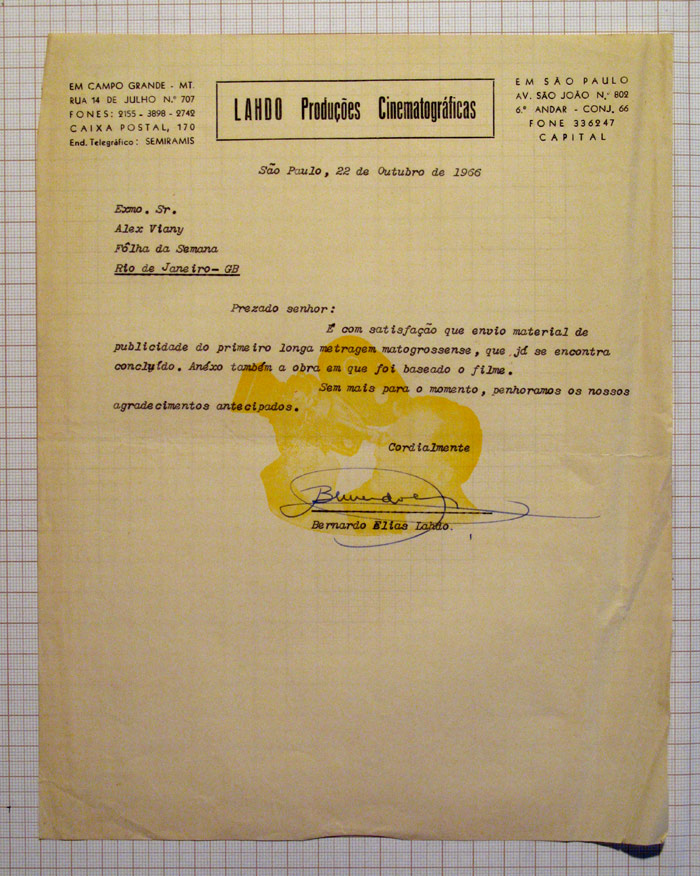 EM CAMPO GRANDE - MT.
RUA 14 DE JULHO N.º 707
FONES: 2155 - 3898 - 2742
CAIXA POSTAL, 170
End. Telegráfico: SEMIRAMIS
LAHDO Produções Cinematográficas
EM SÃO PAULO
AV. SÃO JOÃO N.º 802
6.º ANDAR - CONJ. 66
FONE 336247
CAPITAL
São Paulo, 22 de Outubro de 1966
Exmo. Sr.
Alex Viany
Fôlha da Semana
Rio de Janeiro- GB
Prezado senhor:
É com satisfação que envio material de
publicidade do primeiro longa metragem matogrossense, que já se encontra
concluído. Anéxo também a obra em que foi baseado o filme.
Sem mais para o momento, penhoramos os nossos
agradecimentos antecipados.
Cordialmente
Bernardo Elias Lahdo.